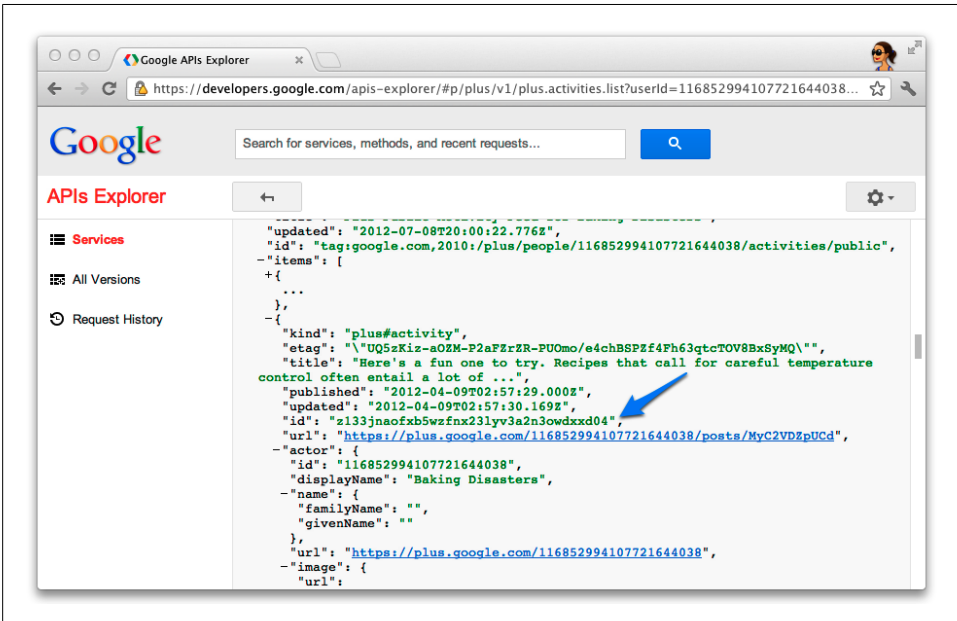 Google APIs Explorer
https://developers.google.com/apis-explorer/#p/plus/v1/plus.activities.list?userId=116852994107721644038...
Google
Search for services, methods, and recent requests...
APIs Explorer
Services
All Versions
Request History
"updated": "2012-07-08T20:00:22.776Z",
"id": "tag:google.com,2010:/plus/people/116852994107721644038/activities/public",
-"items": [
+{
...
},
-{
"kind": "plus#activity",
"etag": "\"UQ5zKiz-aOZM-P2aFZrZR-PUOmo/e4chBSPZf4Fh63qtcTOV8BxSyMQ\"",
"title": "Here's a fun one to try. Recipes that call for careful temperature
control often entail a lot of ...",
"published": "2012-04-09T02:57:29.000Z",
"updated": "2012-04-09T02:57:30.169Z",
"id": "z133jnaofxb5wzfnx23lyv3a2n3owdxxd04",
"url": "https://plus.google.com/116852994107721644038/posts/MyC2VDZpUCd",
-"actor": {
"id": "116852994107721644038",
"displayName": "Baking Disasters",
-"name": {
"familyName": "",
"givenName": ""
},
"url": "https://plus.google.com/116852994107721644038",
-"image": {
"url":